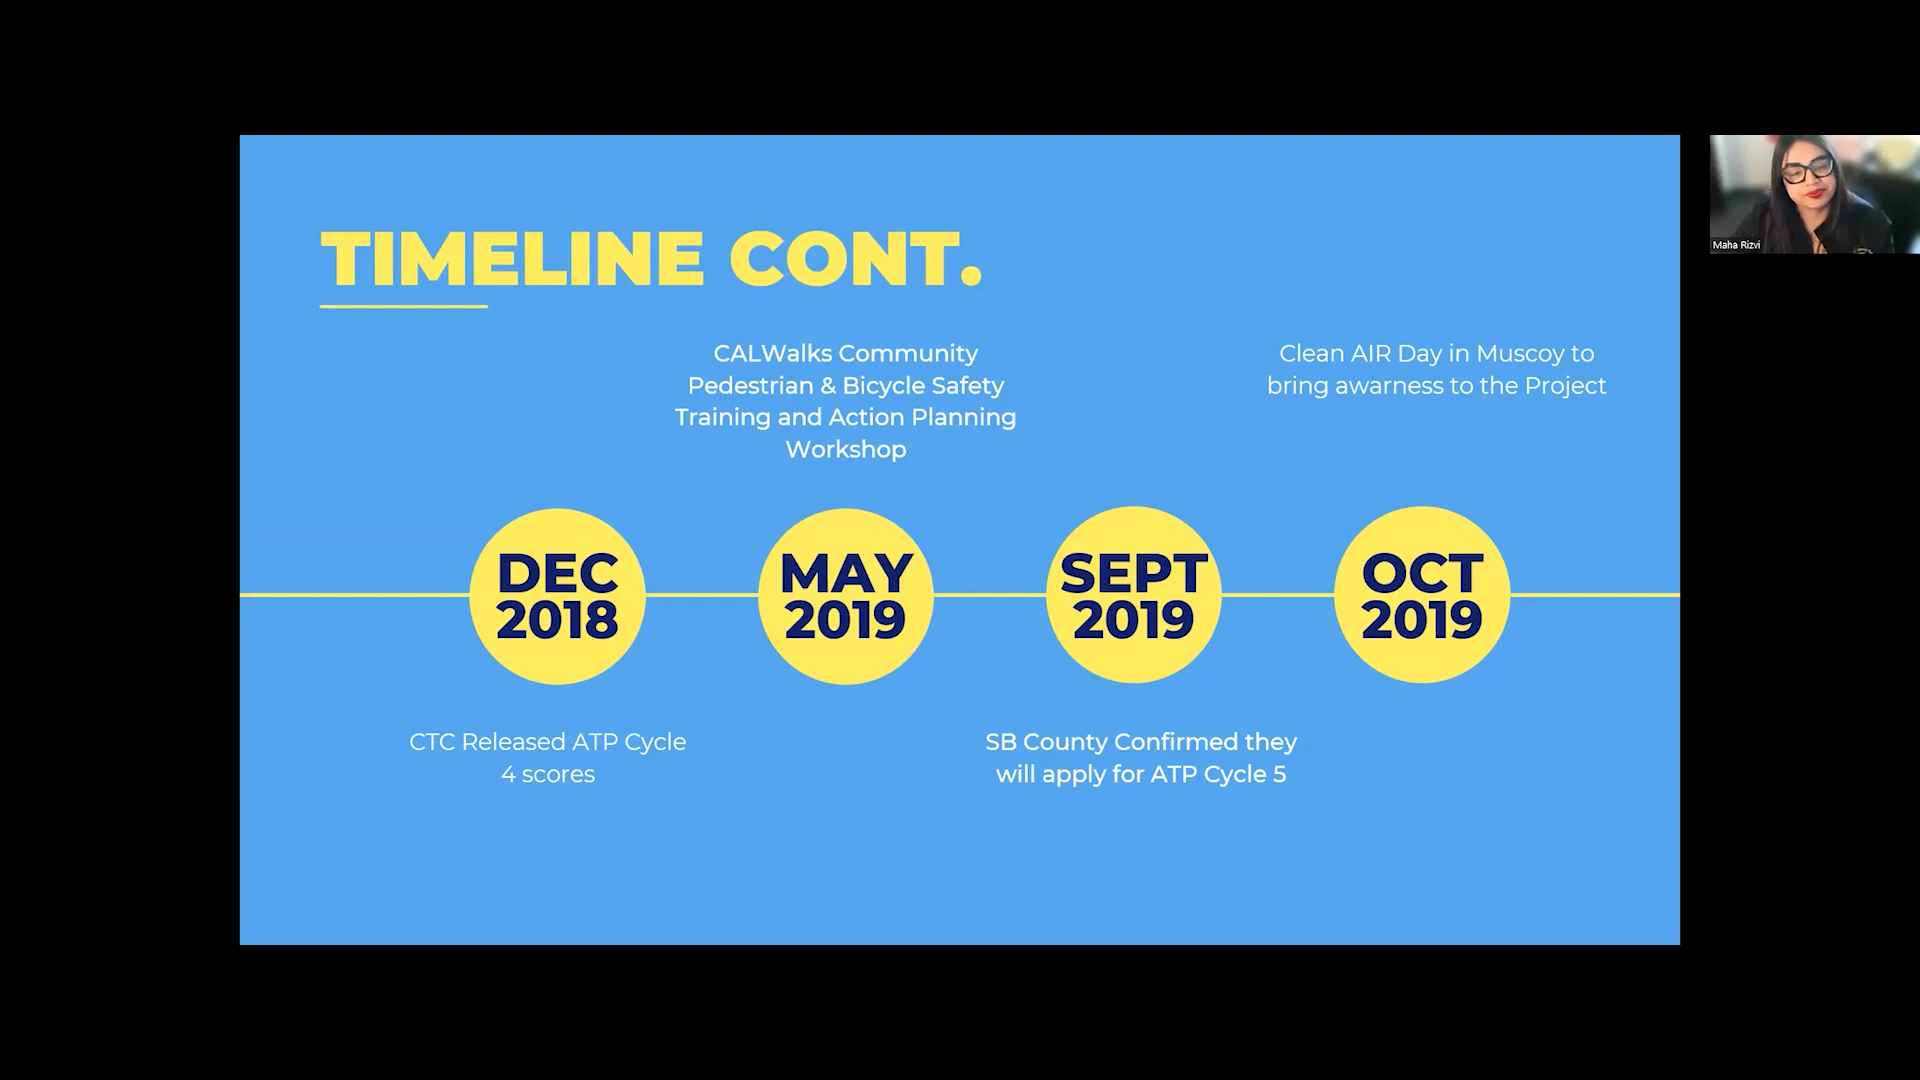 TIMELINE CONT.
CALWalks Community
Pedestrian & Bicycle Safety
Training and Action Planning
Workshop
Clean AIR Day in Muscoy to
bring awarness to the Project
DEC
2018
MAY
2019
SEPT
2019
OCT
2019
CTC Released ATP Cycle
4 scores
SB County Confirmed they
will apply for ATP Cycle 5
Maha Rizvi